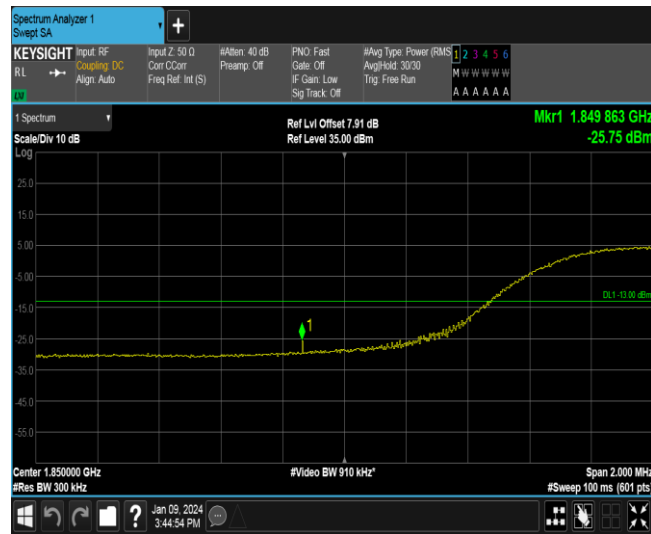 Spectrum Analyzer 1
Swept SA
+
KEYSIGHT
RL
LXI
Input: RF
Coupling: DC
Align: Auto
Input Z: 50 Ω
Corr CCorr
Freq Ref: Int (S)
#Atten: 40 dB
Preamp: Off
PNO: Fast
Gate: Off
IF Gain: Low
Sig Track: Off
#Avg Type: Power (RMS
Avg|Hold: 30/30
Trig: Free Run
1 2 3 4 5 6
M W W W W W
A A A A A A
1 Spectrum
Scale/Div 10 dB
Ref Lvl Offset 7.91 dB
Ref Level 35.00 dBm
Mkr1 1.849 863 GHz
-25.75 dBm
Log
25.0
15.0
5.00
-5.00
DL1 -13.00 dBm
-15.0
1
-25.0
-35.0
-45.0
-55.0
Center 1.850000 GHz
#Video BW 910 kHz*
Span 2.000 MHz
#Res BW 300 kHz
#Sweep 100 ms (601 pts)
?
Jan 09, 2024
3:44:54 PM